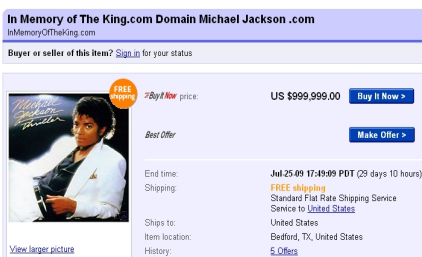 In Memory of The King.com Domain Michael Jackson .com
InMemoryOfTheKing.com
Buyer or seller of this item? Sign in for your status
FREE
shipping
Michael
Jackson
Thriller
Buy It Now price:
US $999,999.00
Buy It Now >
Best Offer
Make Offer >
End time:
Jul-25-09 17:49:09 PDT (29 days 10 hours)
Shipping:
FREE shipping
Standard Flat Rate Shipping Service
Service to United States
Ships to:
United States
Item location:
Bedford, TX, United States
History:
5 Offers
View larger picture